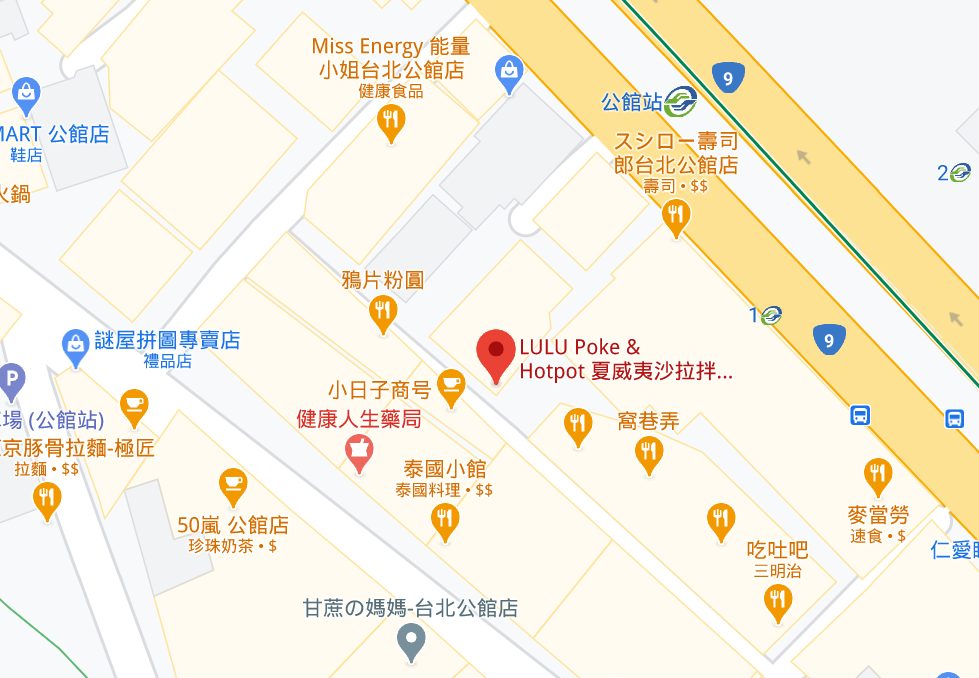 Miss Energy 能量
小姐台北公館店
健康食品
9
公館站
MART 公館店
鞋店
スシロー壽司
郎台北公館店
壽司・$$
2
火鍋
鴉片粉圓
1
9
謎屋拼圖專賣店
禮品店
LULU Poke &
Hotpot 夏威夷沙拉拌...
P
小日子商号
場 (公館站)
健康人生藥局
窩巷弄
京豚骨拉麵-極匠
拉麵・$$
泰國小館
泰國料理・$$
50嵐 公館店
珍珠奶茶・$
麥當勞
速食・$
吃吐吧
三明治
仁愛
甘蔗の媽媽-台北公館店